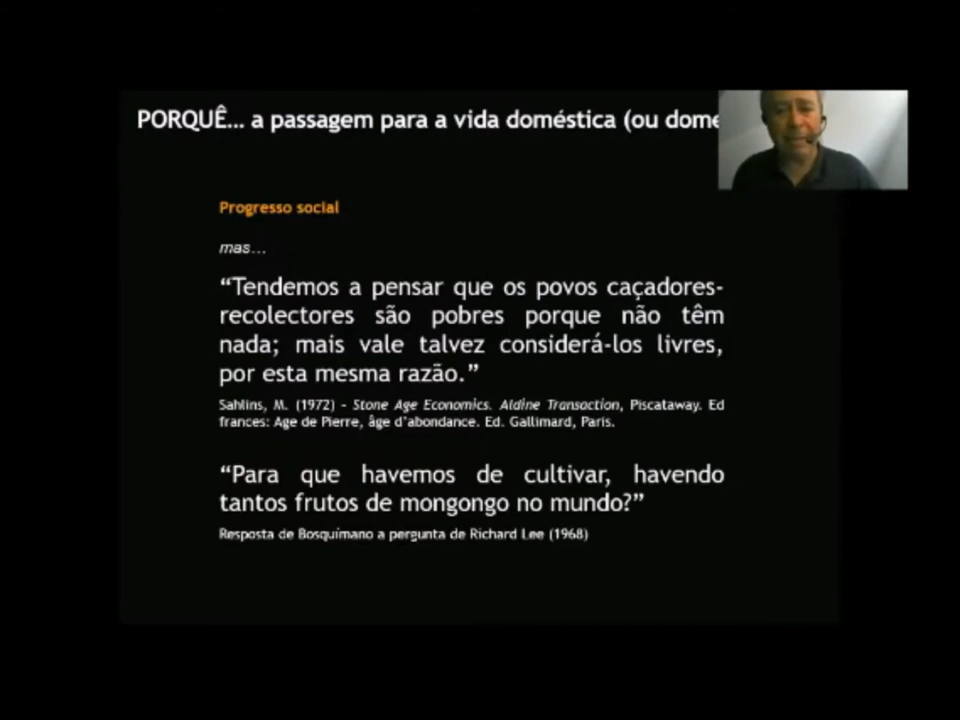 PORQUÊ... a passagem para a vida doméstica (ou dome
Progresso social
mas...
“Tendemos a pensar que os povos caçadores-
recolectores são pobres porque não têm
nada; mais vale talvez considerá-los livres,
por esta mesma razão.”
Sahlins, M. (1972) – Stone Age Economics. Aldine Transaction, Piscataway. Ed
frances: Age de Pierre, âge d’abondance. Ed. Gallimard, Paris.
“Para que havemos de cultivar, havendo
tantos frutos de mongongo no mundo?”
Resposta de Bosquímano a pergunta de Richard Lee (1968)